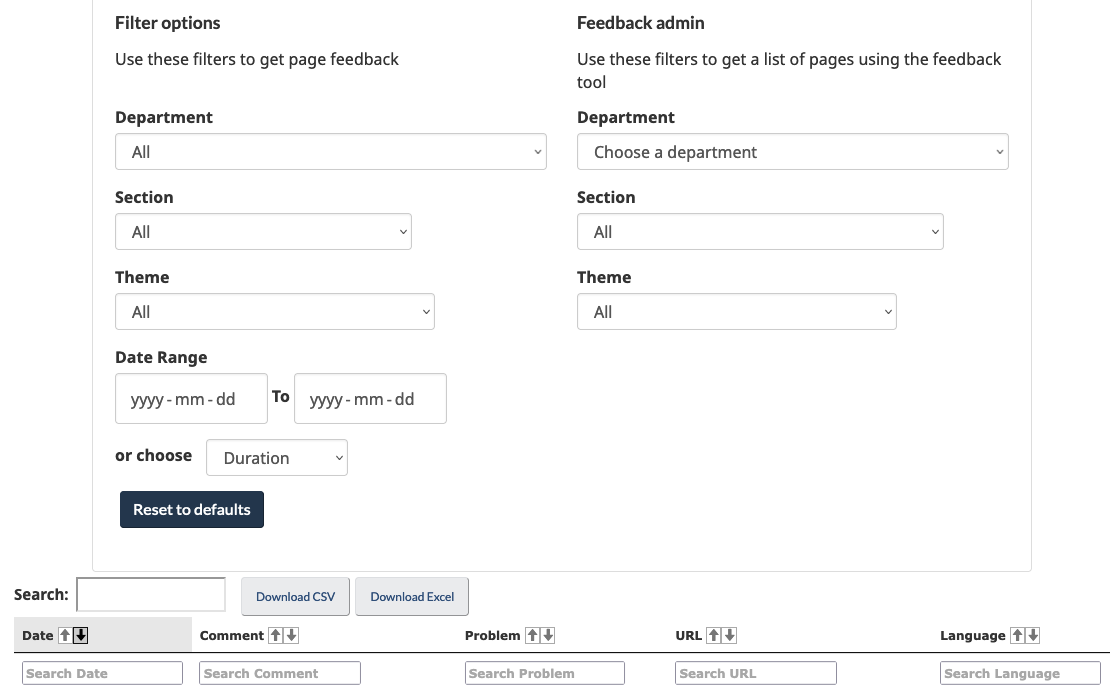 Filter options
Use these filters to get page feedback
Department
All
Section
All
Theme
All
Date Range
yyyy - mm - dd To yyyy - mm - dd
or choose Duration
Reset to defaults
Feedback admin
Use these filters to get a list of pages using the feedback
tool
Department
Choose a department
Section
All
Theme
All
Search: Download CSV Download Excel
Date Comment Problem URL Language
Search Date Search Comment Search Problem Search URL Search Language